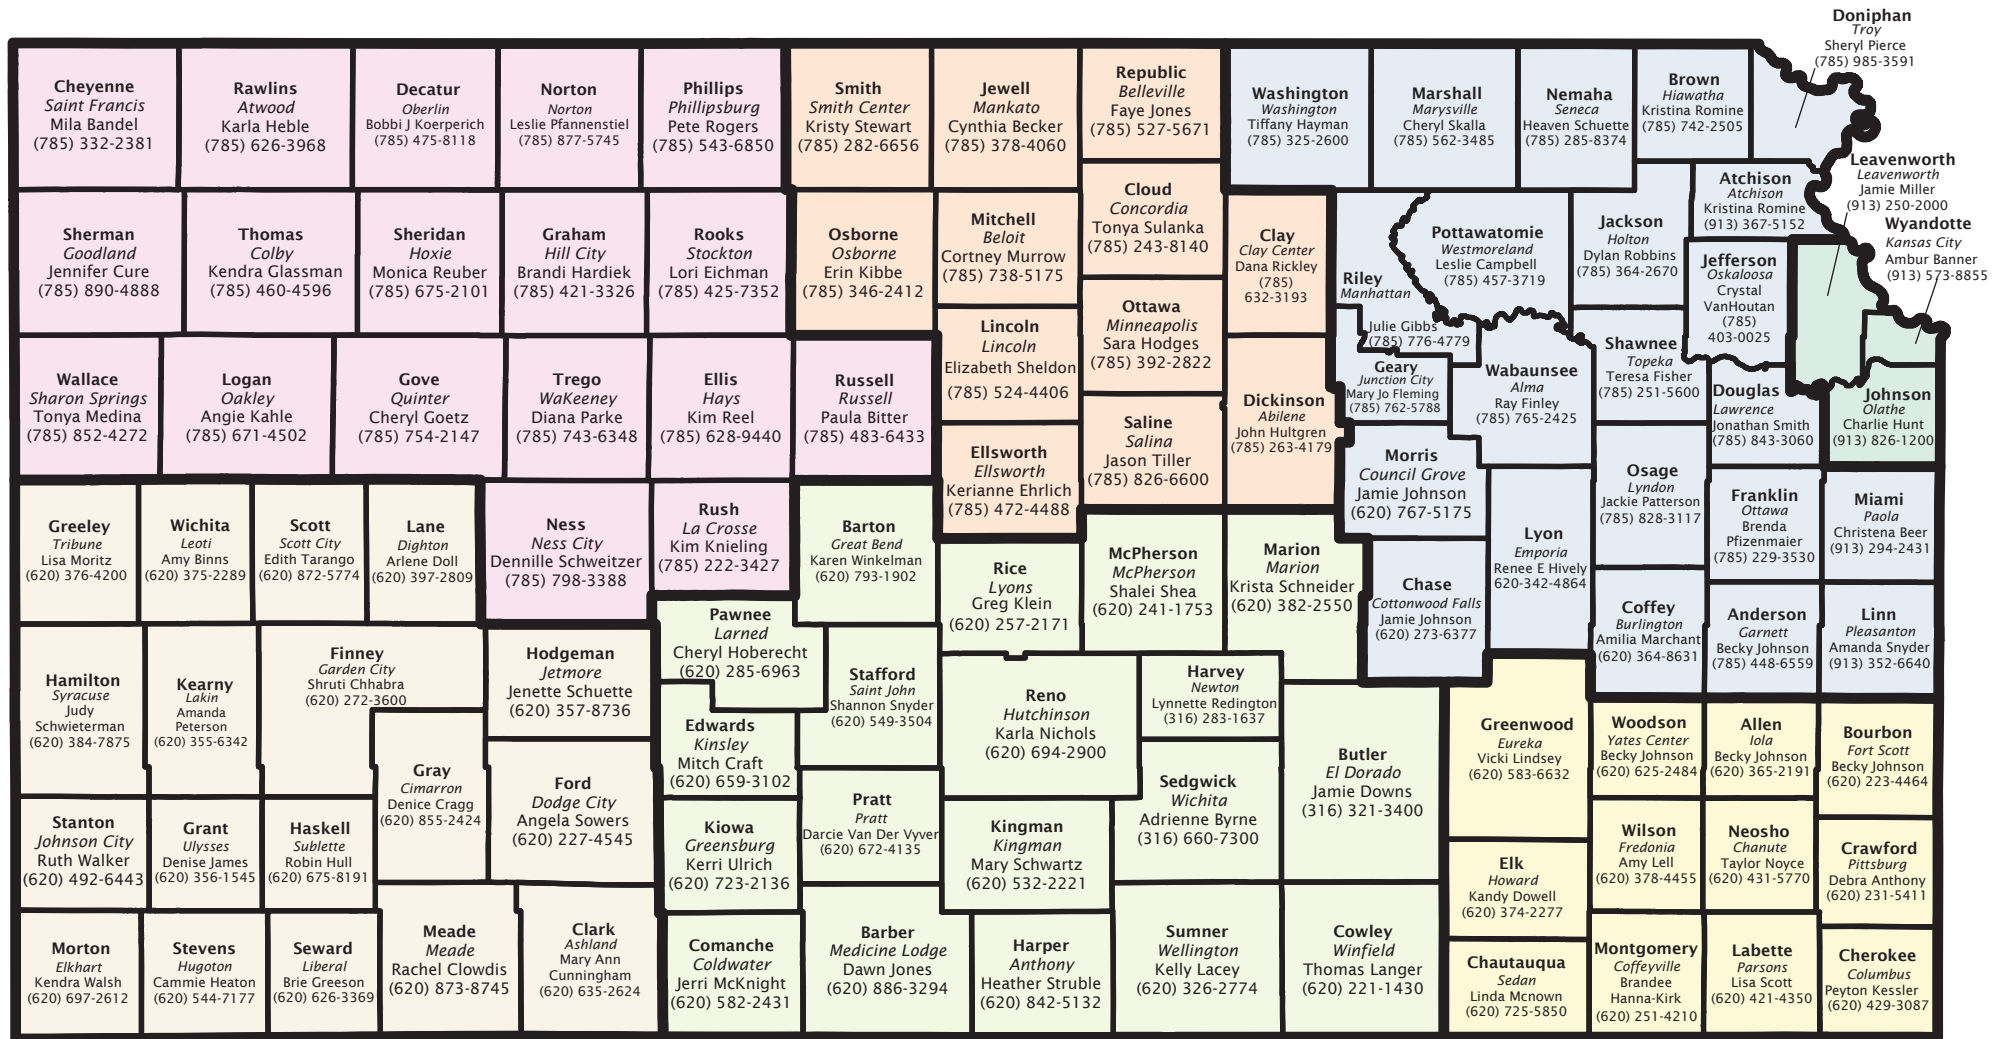 Doniphan
Troy
Sheryl Pierce
(785) 985-3591
Cheyenne
Saint Francis
Mila Bandel
(785) 332-2381
Rawlins
Atwood
Karla Heble
(785) 626-3968
Decatur
Oberlin
Bobbi J Koerperich
(785) 475-8118
Norton
Norton
Leslie Pfannenstiel
(785) 877-5745
Phillips
Phillipsburg
Pete Rogers
(785) 543-6850
Smith
Smith Center
Kristy Stewart
(785) 282-6656
Jewell
Mankato
Cynthia Becker
(785) 378-4060
Republic
Belleville
Faye Jones
(785) 527-5671
Washington
Washington
Tiffany Hayman
(785) 325-2600
Marshall
Marysville
Cheryl Skalla
(785) 562-3485
Nemaha
Seneca
Heaven Schuette
(785) 285-8374
Brown
Hiawatha
Kristina Romine
(785) 742-2505
Leavenworth
Leavenworth
Jamie Miller
(913) 250-2000
Wyandotte
Kansas City
Ambur Banner
(913) 573-8855
Atchison
Atchison
Kristina Romine
(913) 367-5152
Sherman
Goodland
Jennifer Cure
(785) 890-4888
Thomas
Colby
Kendra Glassman
(785) 460-4596
Sheridan
Hoxie
Monica Reuber
(785) 675-2101
Graham
Hill City
Brandi Hardiek
(785) 421-3326
Rooks
Stockton
Lori Eichman
(785) 425-7352
Osborne
Osborne
Erin Kibbe
(785) 346-2412
Mitchell
Beloit
Cortney Murrow
(785) 738-5175
Cloud
Concordia
Tonya Sulanka
(785) 243-8140
Clay
Clay Center
Dana Rickley
(785)
632-3193
Riley
Manhattan
Julie Gibbs
(785) 776-4779
Pottawatomie
Westmoreland
Leslie Campbell
(785) 457-3719
Jackson
Holton
Dylan Robbins
(785) 364-2670
Jefferson
Oskaloosa
Crystal
VanHoutan
(785)
403-0025
Wallace
Sharon Springs
Tonya Medina
(785) 852-4272
Logan
Oakley
Angie Kahle
(785) 671-4502
Gove
Quinter
Cheryl Goetz
(785) 754-2147
Trego
WaKeeney
Diana Parke
(785) 743-6348
Ellis
Hays
Kim Reel
(785) 628-9440
Russell
Russell
Paula Bitter
(785) 483-6433
Lincoln
Lincoln
Elizabeth Sheldon
(785) 524-4406
Ottawa
Minneapolis
Sara Hodges
(785) 392-2822
Dickinson
Abilene
John Hultgren
(785) 263-4179
Geary
Junction City
Mary Jo Fleming
(785) 762-5788
Wabaunsee
Alma
Ray Finley
(785) 765-2425
Shawnee
Topeka
Teresa Fisher
(785) 251-5600
Douglas
Lawrence
Jonathan Smith
(785) 843-3060
Johnson
Olathe
Charlie Hunt
(913) 826-1200
Ellsworth
Ellsworth
Kerianne Ehrlich
(785) 472-4488
Saline
Salina
Jason Tiller
(785) 826-6600
Morris
Council Grove
Jamie Johnson
(620) 767-5175
Lyon
Emporia
Renee E Hively
620-342-4864
Osage
Lyndon
Jackie Patterson
(785) 828-3117
Franklin
Ottawa
Brenda
Pfizenmaier
(785) 229-3530
Miami
Paola
Christena Beer
(913) 294-2431
Greeley
Tribune
Lisa Moritz
(620) 376-4200
Wichita
Leoti
Amy Binns
(620) 375-2289
Scott
Scott City
Edith Tarango
(620) 872-5774
Lane
Dighton
Arlene Doll
(620) 397-2809
Ness
Ness City
Dennille Schweitzer
(785) 798-3388
Rush
La Crosse
Kim Knieling
(785) 222-3427
Barton
Great Bend
Karen Winkelman
(620) 793-1902
Rice
Lyons
Greg Klein
(620) 257-2171
McPherson
McPherson
Shalei Shea
(620) 241-1753
Marion
Marion
Krista Schneider
(620) 382-2550
Chase
Cottonwood Falls
Jamie Johnson
(620) 273-6377
Coffey
Burlington
Amilia Marchant
(620) 364-8631
Anderson
Garnett
Becky Johnson
(785) 448-6559
Linn
Pleasanton
Amanda Snyder
(913) 352-6640
Hamilton
Syracuse
Judy
Schwieterman
(620) 384-7875
Kearny
Lakin
Amanda
Peterson
(620) 355-6342
Finney
Garden City
Shruti Chhabra
(620) 272-3600
Hodgeman
Jetmore
Jenette Schuette
(620) 357-8736
Pawnee
Larned
Cheryl Hoberecht
(620) 285-6963
Stafford
Saint John
Shannon Snyder
(620) 549-3504
Edwards
Kinsley
Mitch Craft
(620) 659-3102
Reno
Hutchinson
Karla Nichols
(620) 694-2900
Harvey
Newton
Lynnette Redington
(316) 283-1637
Butler
El Dorado
Jamie Downs
(316) 321-3400
Greenwood
Eureka
Vicki Lindsey
(620) 583-6632
Woodson
Yates Center
Becky Johnson
(620) 625-2484
Allen
Iola
Becky Johnson
(620) 365-2191
Bourbon
Fort Scott
Becky Johnson
(620) 223-4464
Gray
Cimarron
Denice Cragg
(620) 855-2424
Ford
Dodge City
Angela Sowers
(620) 227-4545
Pratt
Pratt
Darcie Van Der Vyver
(620) 672-4135
Sedgwick
Wichita
Adrienne Byrne
(316) 660-7300
Stanton
Johnson City
Ruth Walker
(620) 492-6443
Grant
Ulysses
Denise James
(620) 356-1545
Haskell
Sublette
Robin Hull
(620) 675-8191
Kiowa
Greensburg
Kerri Ulrich
(620) 723-2136
Kingman
Kingman
Mary Schwartz
(620) 532-2221
Elk
Howard
Kandy Dowell
(620) 374-2277
Wilson
Fredonia
Amy Lell
(620) 378-4455
Neosho
Chanute
Taylor Noyce
(620) 431-5770
Crawford
Pittsburg
Debra Anthony
(620) 231-5411
Morton
Elkhart
Kendra Walsh
(620) 697-2612
Stevens
Hugoton
Cammie Heaton
(620) 544-7177
Seward
Liberal
Brie Greeson
(620) 626-3369
Meade
Meade
Rachel Clowdis
(620) 873-8745
Clark
Ashland
Mary Ann
Cunningham
(620) 635-2624
Comanche
Coldwater
Jerri McKnight
(620) 582-2431
Barber
Medicine Lodge
Dawn Jones
(620) 886-3294
Harper
Anthony
Heather Struble
(620) 842-5132
Sumner
Wellington
Kelly Lacey
(620) 326-2774
Cowley
Winfield
Thomas Langer
(620) 221-1430
Chautauqua
Sedan
Linda Mcnown
(620) 725-5850
Montgomery
Coffeyville
Brandee
Hanna-Kirk
(620) 251-4210
Labette
Parsons
Lisa Scott
(620) 421-4350
Cherokee
Columbus
Peyton Kessler
(620) 429-3087